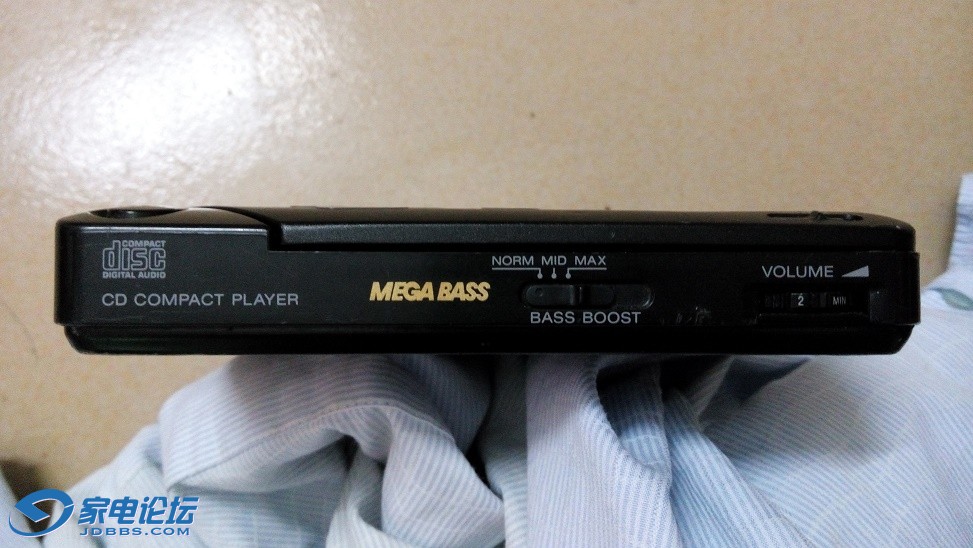 COMPACT
disc
DIGITAL AUDIO
CD COMPACT PLAYER
MEGA BASS
NORM MID MAX
BASS BOOST
VOLUME
2 MIN
家电论坛
JDBBS.COM